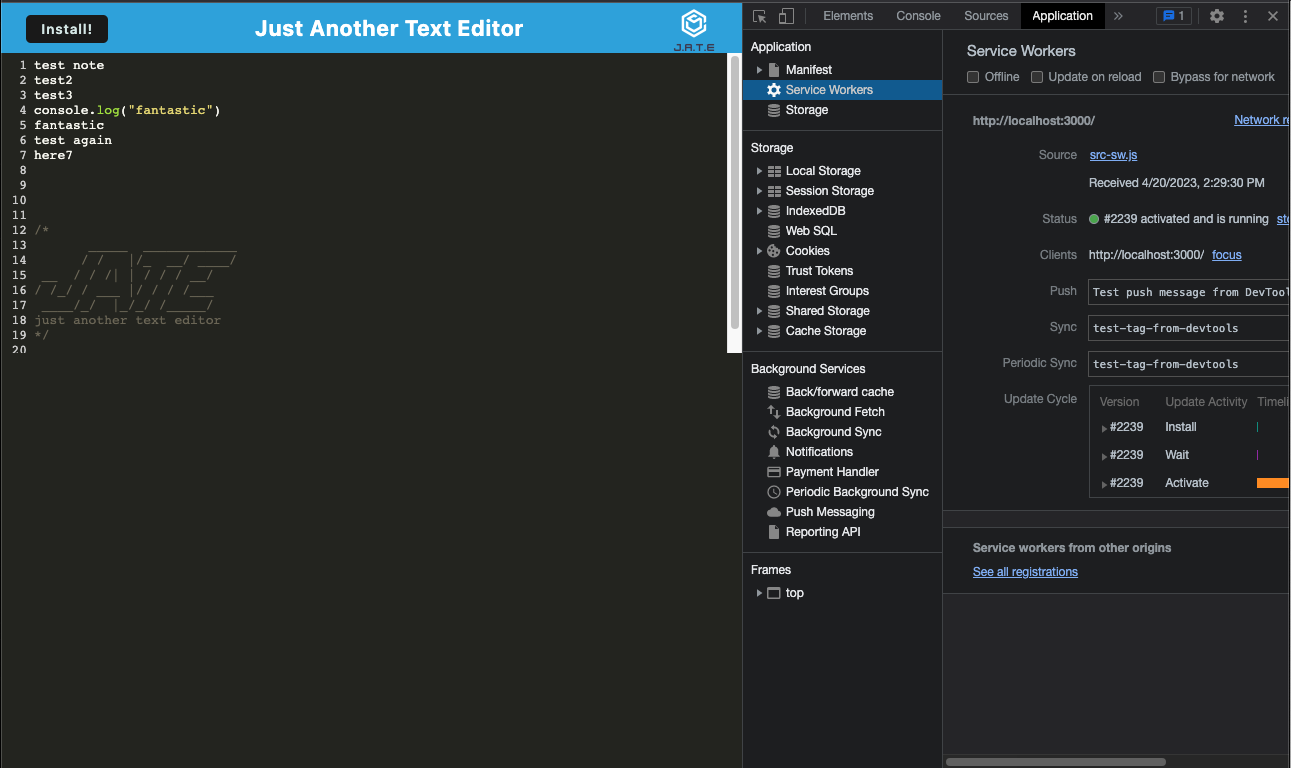 Install!
Just Another Text Editor
J.A.T.E
1 test note
2 test2
3 test3
4 console.log("fantastic")
5 fantastic
6 test again
7 here7
8
9
10
11
12 /*
13
14
15
16
17
18 just another text editor
19 */
20
Elements Console Sources Application 1
Application
Manifest
Service Workers
Storage
Storage
Local Storage
Session Storage
IndexedDB
Web SQL
Cookies
Trust Tokens
Interest Groups
Shared Storage
Cache Storage
Background Services
Back/forward cache
Background Fetch
Background Sync
Notifications
Payment Handler
Periodic Background Sync
Push Messaging
Reporting API
Frames
top
Service Workers
Offline Update on reload Bypass for network
http://localhost:3000/ Network re
Source src-sw.js
Received 4/20/2023, 2:29:30 PM
Status #2239 activated and is running sto
Clients http://localhost:3000/ focus
Push Test push message from DevTool
Sync test-tag-from-devtools
Periodic Sync test-tag-from-devtools
Update Cycle Version Update Activity Timeli
#2239 Install
#2239 Wait
#2239 Activate
Service workers from other origins
See all registrations